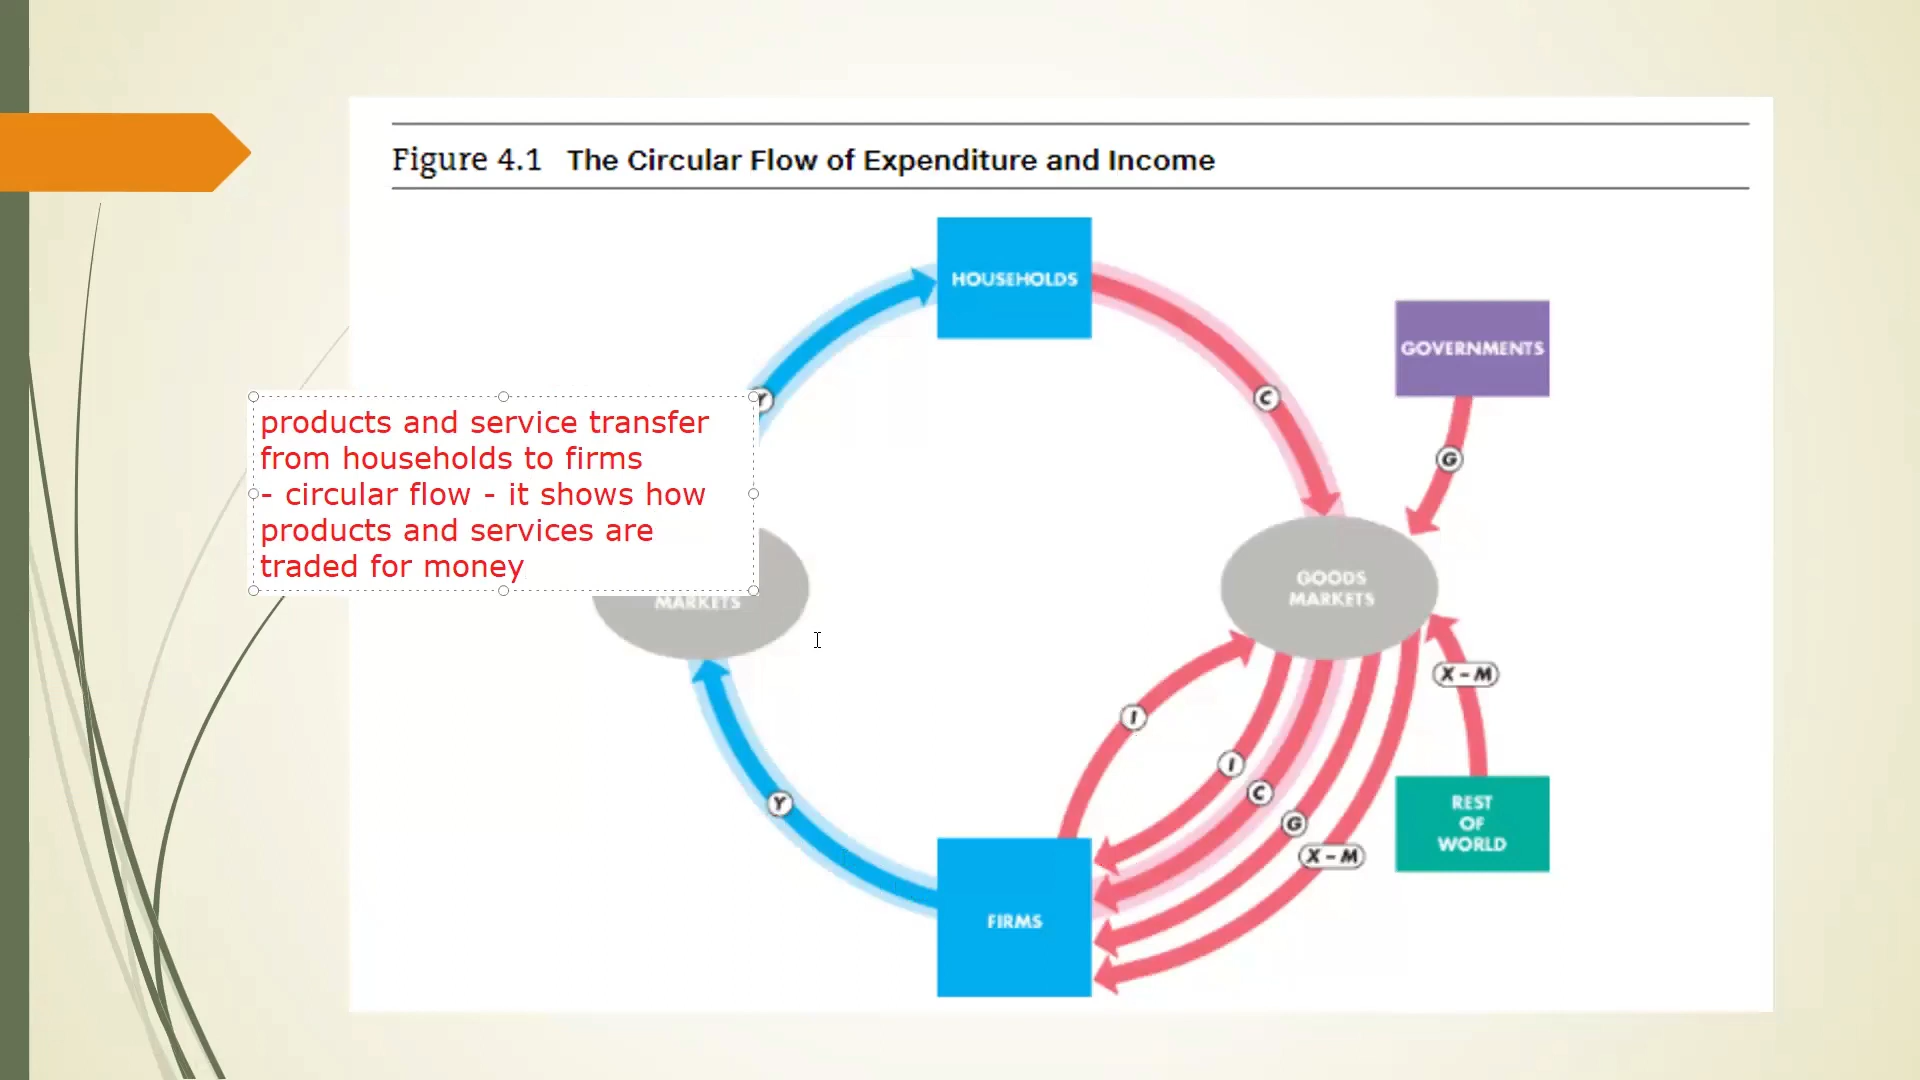 Figure 4.1 The Circular Flow of Expenditure and Income
HOUSEHOLDS
GOVERNMENTS
Y
C
products and service transfer
from households to firms
- circular flow - it shows how
products and services are
traded for money
G
GOODS
MARKETS
MARKETS
X – M
I
I
C
Y
G
X – M
REST
OF
WORLD
FIRMS